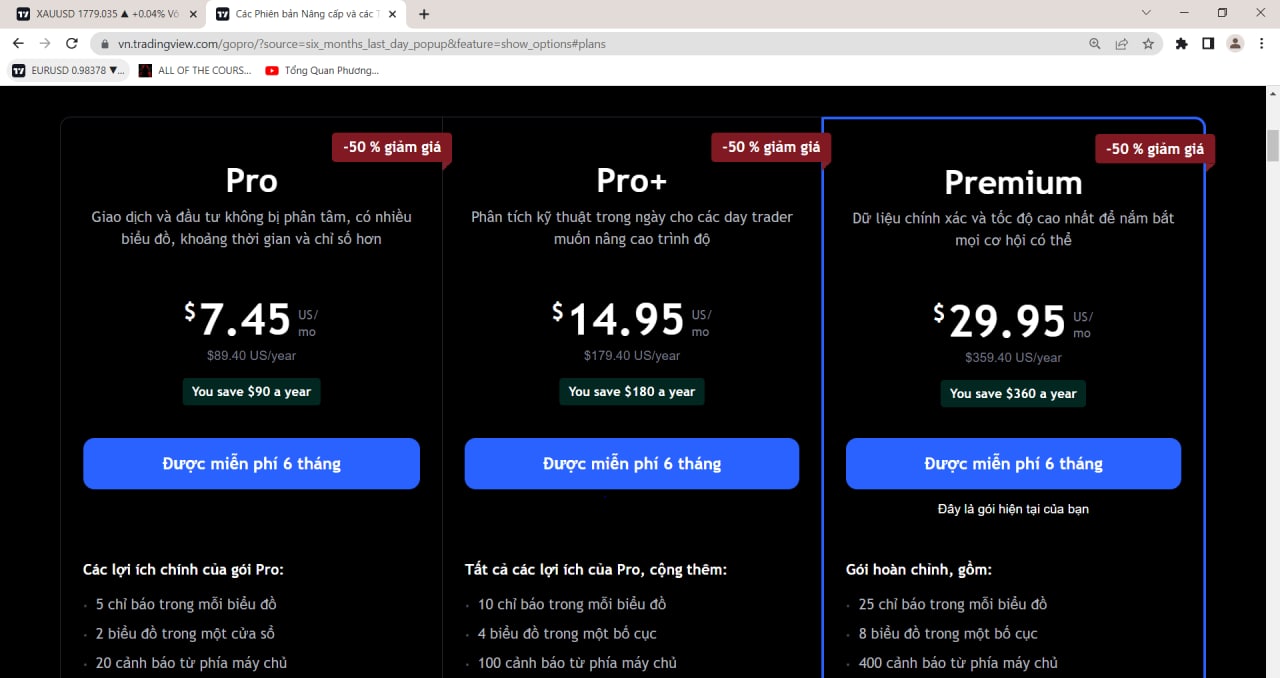 XAUUSD 1779.035 ▲ +0.04% Vô
Các Phiên bản Nâng cấp và các T
vn.tradingview.com/gopro/?source=six_months_last_day_popup&feature=show_options#plans
EURUSD 0.98378 ▼...
ALL OF THE COURS...
Tổng Quan Phương...
-50 % giảm giá
Pro
Giao dịch và đầu tư không bị phân tâm, có nhiều
biểu đồ, khoảng thời gian và chỉ số hơn
$7.45 US/
mo
$89.40 US/year
You save $90 a year
Được miễn phí 6 tháng
Các lợi ích chính của gói Pro:
· 5 chỉ báo trong mỗi biểu đồ
· 2 biểu đồ trong một cửa sổ
· 20 cảnh báo từ phía máy chủ
-50 % giảm giá
Pro+
Phân tích kỹ thuật trong ngày cho các day trader
muốn nâng cao trình độ
$14.95 US/
mo
$179.40 US/year
You save $180 a year
Được miễn phí 6 tháng
Tất cả các lợi ích của Pro, cộng thêm:
· 10 chỉ báo trong mỗi biểu đồ
· 4 biểu đồ trong một bố cục
· 100 cảnh báo từ phía máy chủ
-50 % giảm giá
Premium
Dữ liệu chính xác và tốc độ cao nhất để nắm bắt
mọi cơ hội có thể
$29.95 US/
mo
$359.40 US/year
You save $360 a year
Được miễn phí 6 tháng
Đây là gói hiện tại của bạn
Gói hoàn chỉnh, gồm:
· 25 chỉ báo trong mỗi biểu đồ
· 8 biểu đồ trong một bố cục
· 400 cảnh báo từ phía máy chủ